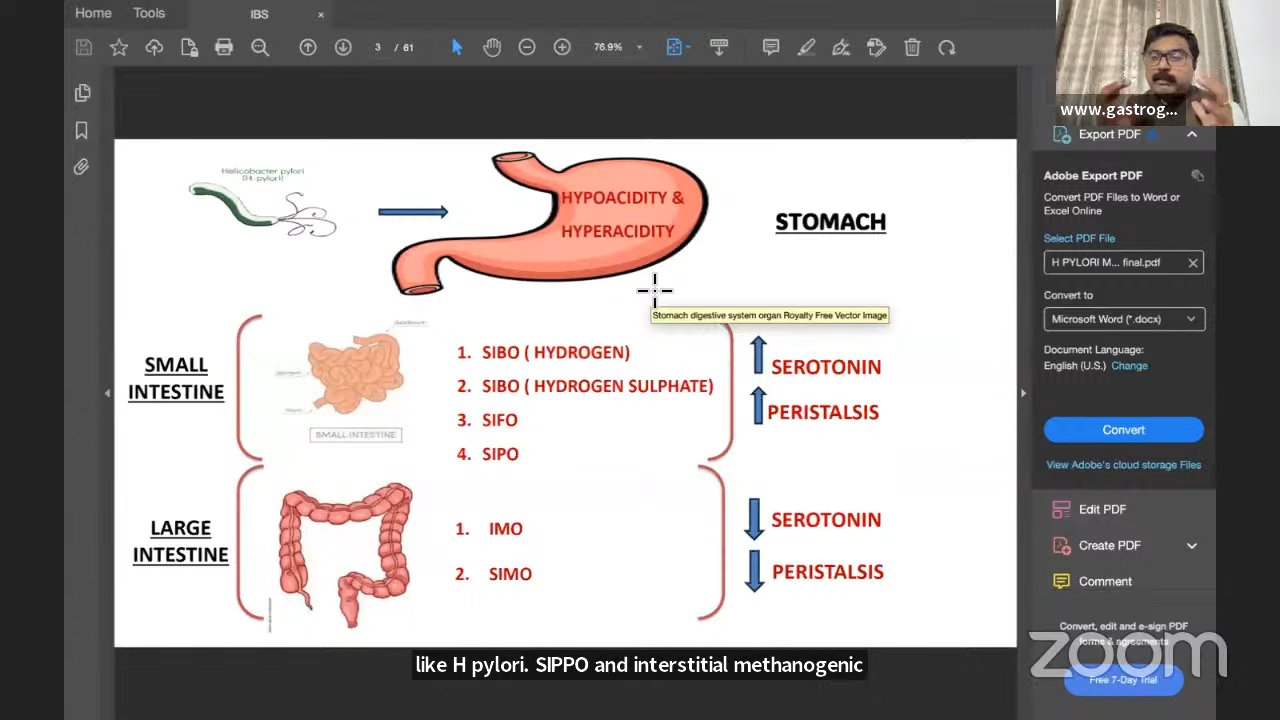 Home
Tools
IBS
×
3 / 61
76.9%
www.gastrog...
Export PDF
Adobe Export PDF
Convert PDF Files to Word or
Excel Online
Select PDF File
H PYLORI M... final.pdf
Convert to
Microsoft Word (*.docx)
Document Language:
English (U.S.) Change
Convert
View Adobe's cloud storage Files
Edit PDF
Create PDF
Comment
Convert, edit and e-sign PDF
forms & agreements
Free 7-Day Trial
zoom
Helicobacter pylori
(H. pylori)
HYPOACIDITY &
HYPERACIDITY
STOMACH
Stomach digestive system organ Royalty Free Vector Image
SMALL
INTESTINE
SMALL INTESTINE
1. SIBO ( HYDROGEN)
2. SIBO ( HYDROGEN SULPHATE)
3. SIFO
4. SIPO
SEROTONIN
PERISTALSIS
LARGE
INTESTINE
1. IMO
2. SIMO
SEROTONIN
PERISTALSIS
like H pylori. SIPPO and interstitial methanogenic